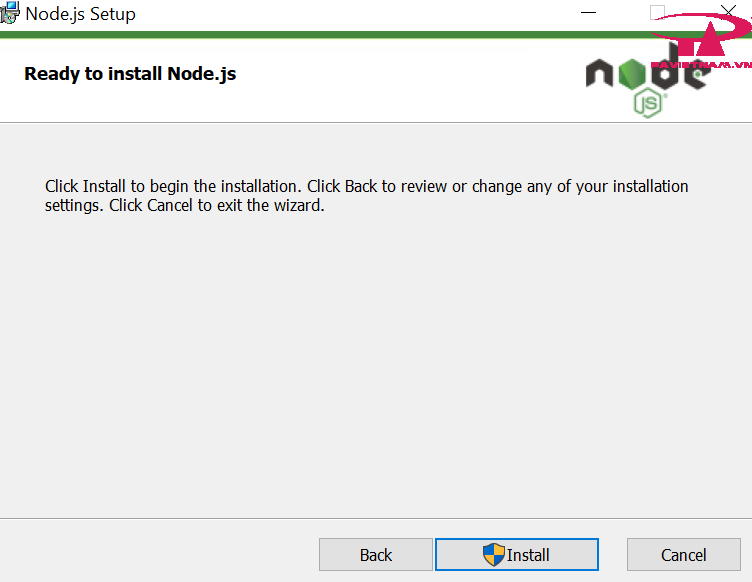 Node.js Setup
Ready to install Node.js
node
JS
Click Install to begin the installation. Click Back to review or change any of your installation
settings. Click Cancel to exit the wizard.
Back
Install
Cancel